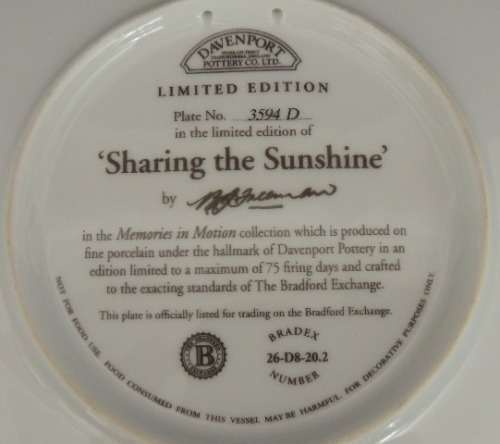 DAVENPORT
POTTERY CO. LTD.
LIMITED EDITION
Plate No. 3594 D
in the limited edition of
'Sharing the Sunshine'
by
in the Memories in Motion collection which is produced on
fine porcelain under the hallmark of Davenport Pottery in an
edition limited to a maximum of 75 firing days and crafted
to the exacting standards of The Bradford Exchange.
This plate is officially listed for trading on the Bradford Exchange.
B
BRADEX
26-D8-20.2
NUMBER
NOT FOR FOOD USE. FOOD CONSUMED FROM THIS VESSEL MAY BE HARMFUL. FOR DECORATIVE PURPOSES ONLY.